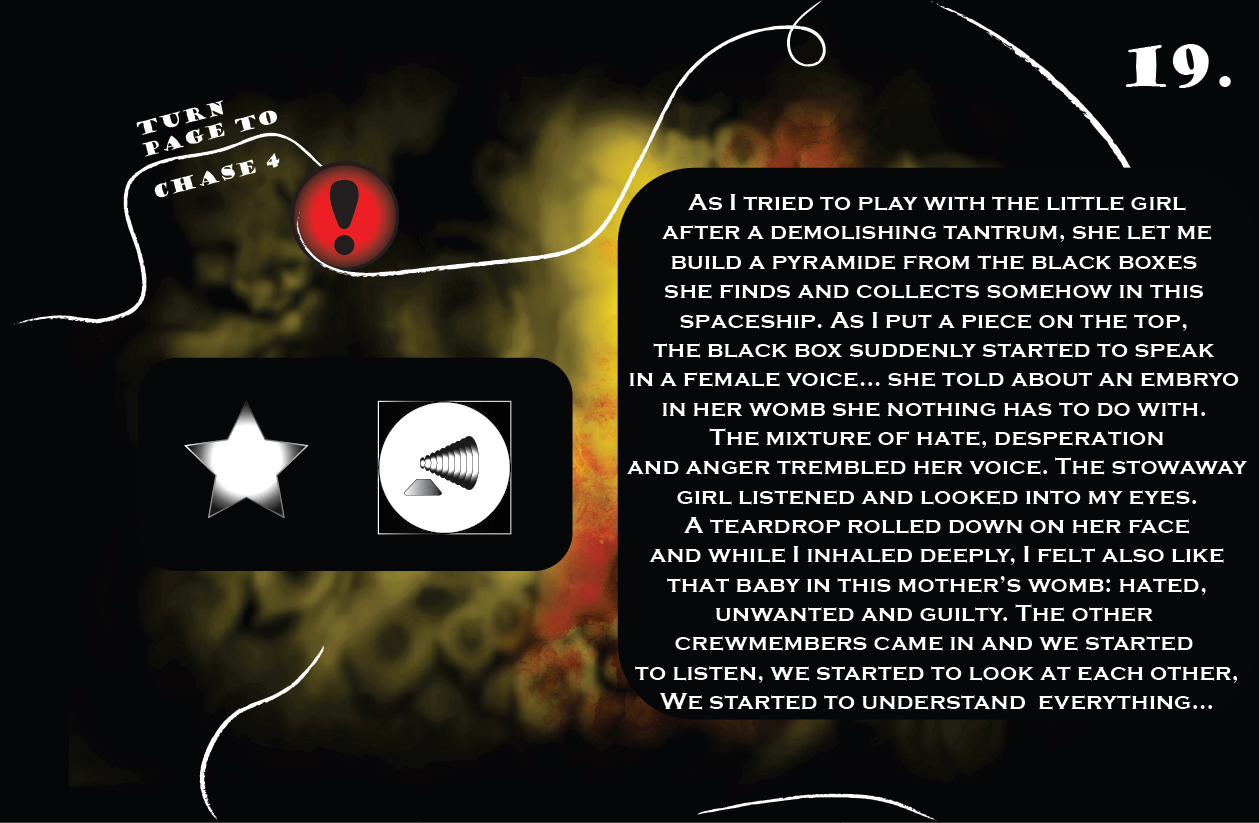 19.
TURN
PAGE TO
CHASE 4
!
As I tried to play with the little girl
after a demolishing tantrum, she let me
build a pyramide from the black boxes
she finds and collects somehow in this
spaceship. As I put a piece on the top,
the black box suddenly started to speak
in a female voice... she told about an embryo
in her womb she nothing has to do with.
The mixture of hate, desperation
and anger trembled her voice. The stowaway
girl listened and looked into my eyes.
A teardrop rolled down on her face
and while I inhaled deeply, I felt also like
that baby in this mother's womb: hated,
unwanted and guilty. The other
crewmembers came in and we started
to listen, we started to look at each other,
We started to understand  everything...